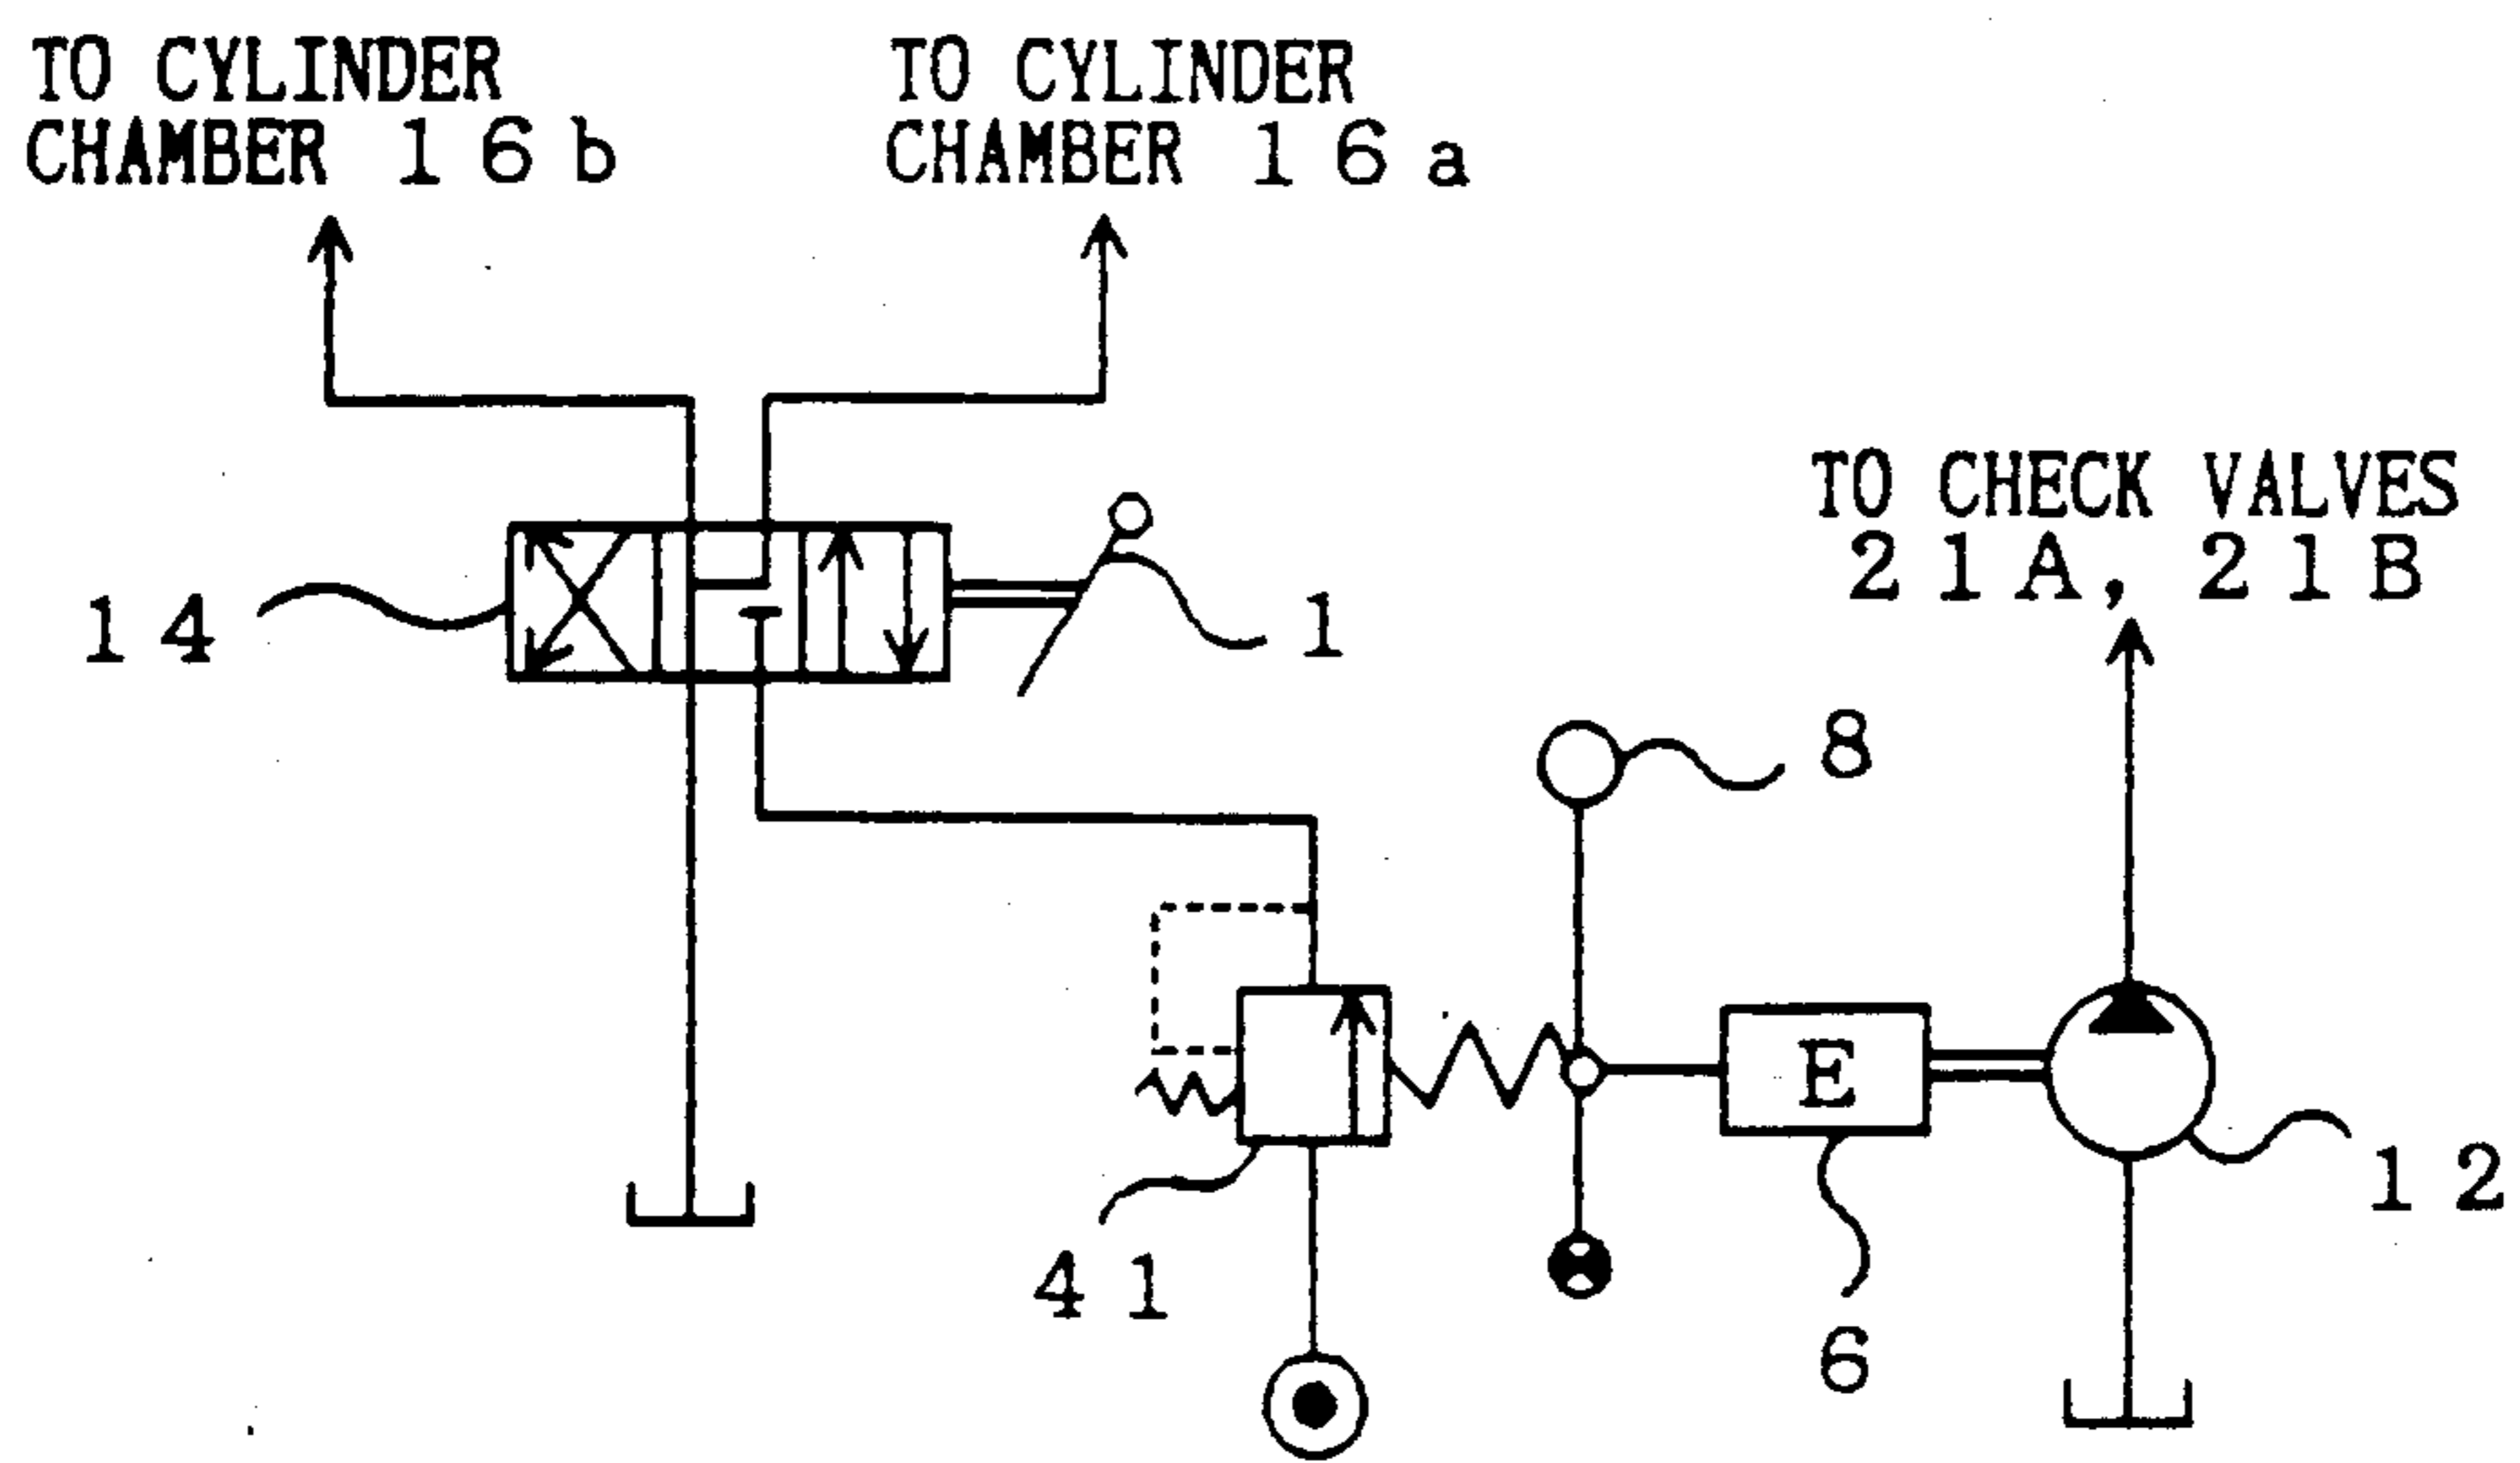 TO CYLINDER
CHAMBER 16b
TO CYLINDER
CHAMBER 16a
TO CHECK VALVES
21A, 21B
14
1
8
E
12
41
6